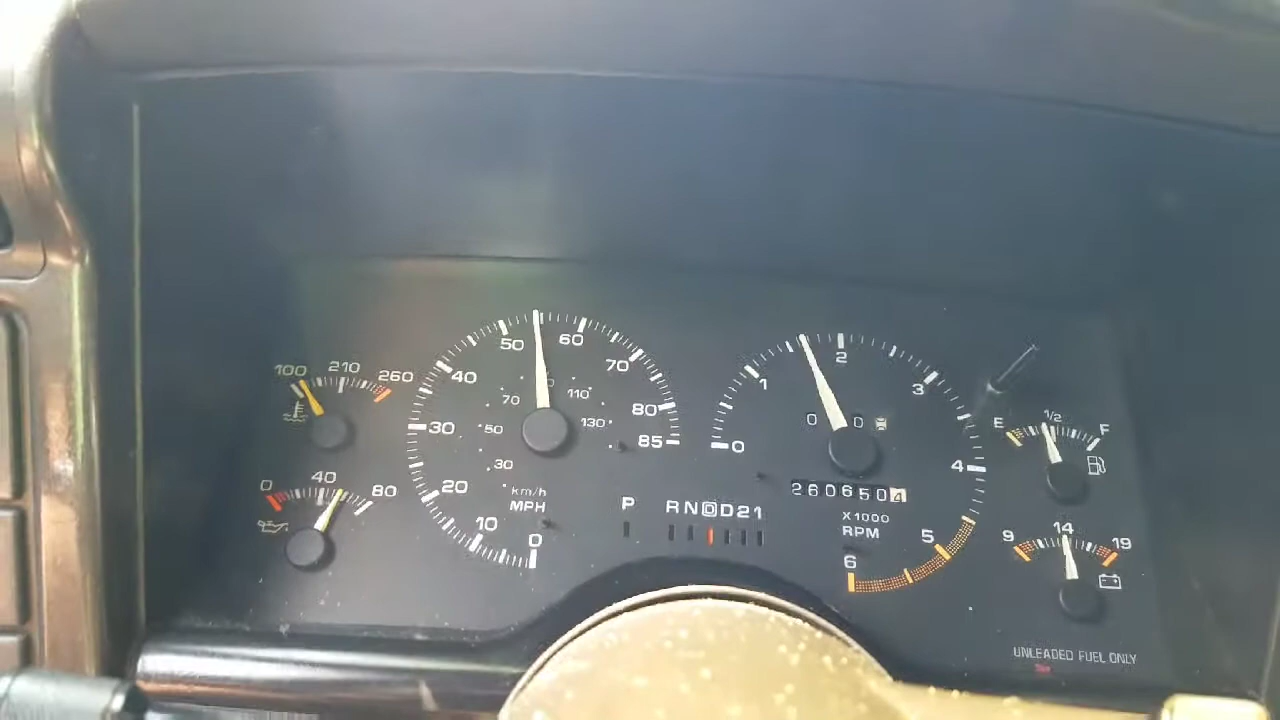 100 210 260
0 40 80
0 10 20 30 40 50 60 70 80 85
30 50 70 110 130
km/h
MPH
P R N D D 2 1
0 1 2 3 4 5 6
0 0
2606504
X1000
RPM
E 1/2 F
9 14 19
UNLEADED FUEL ONLY